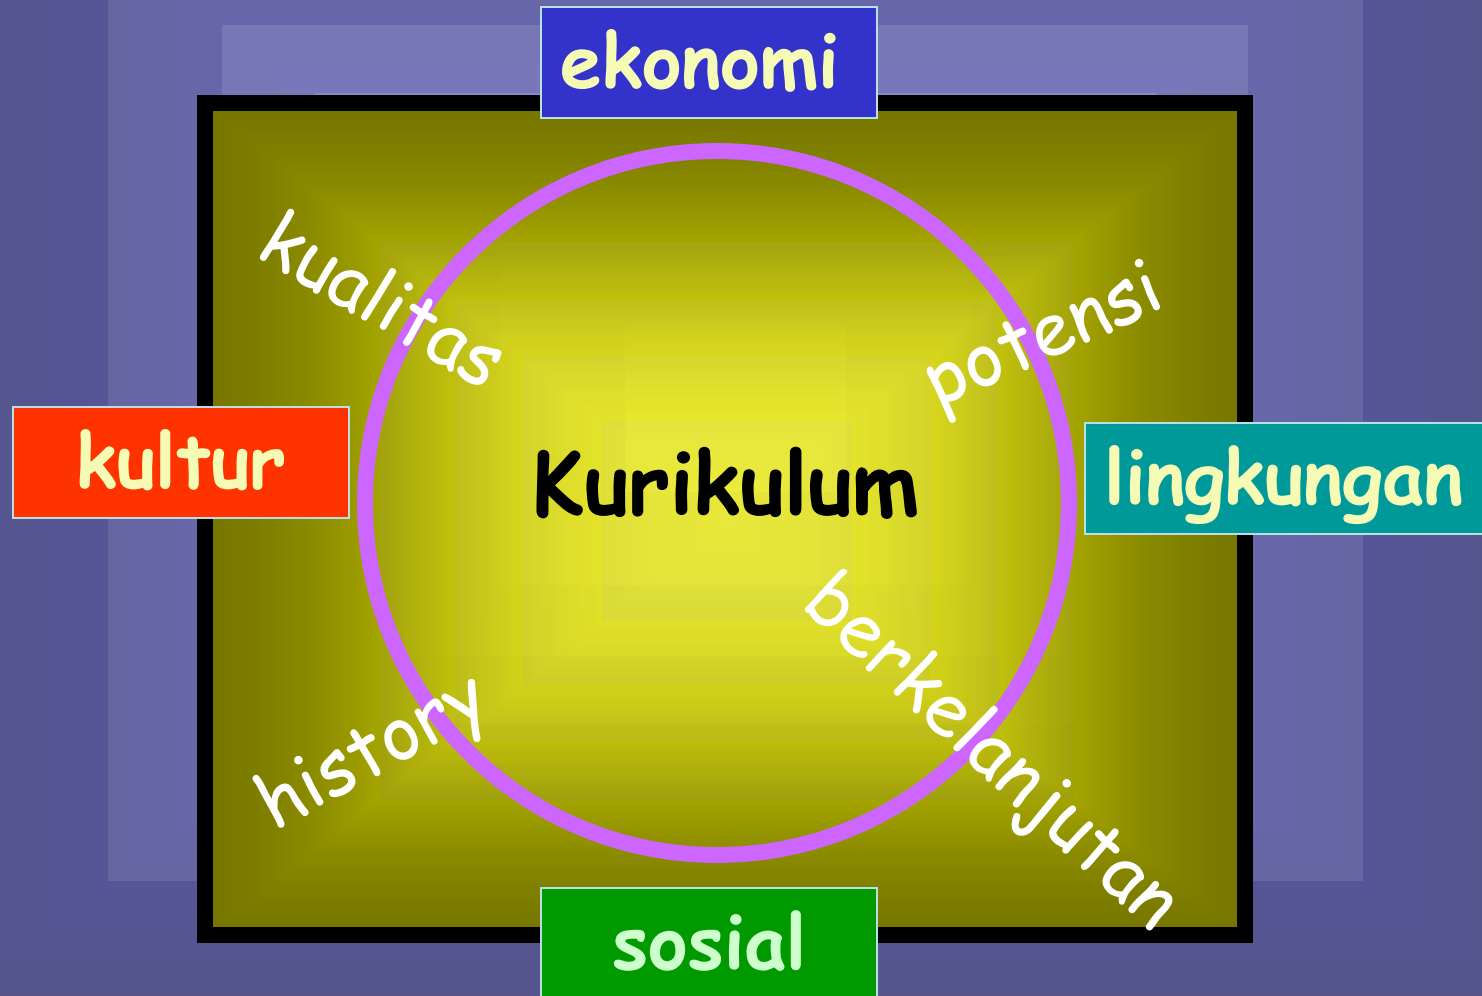 ekonomi
kualitas
potensi
kultur
Kurikulum
lingkungan
berkelanjutan
history
sosial